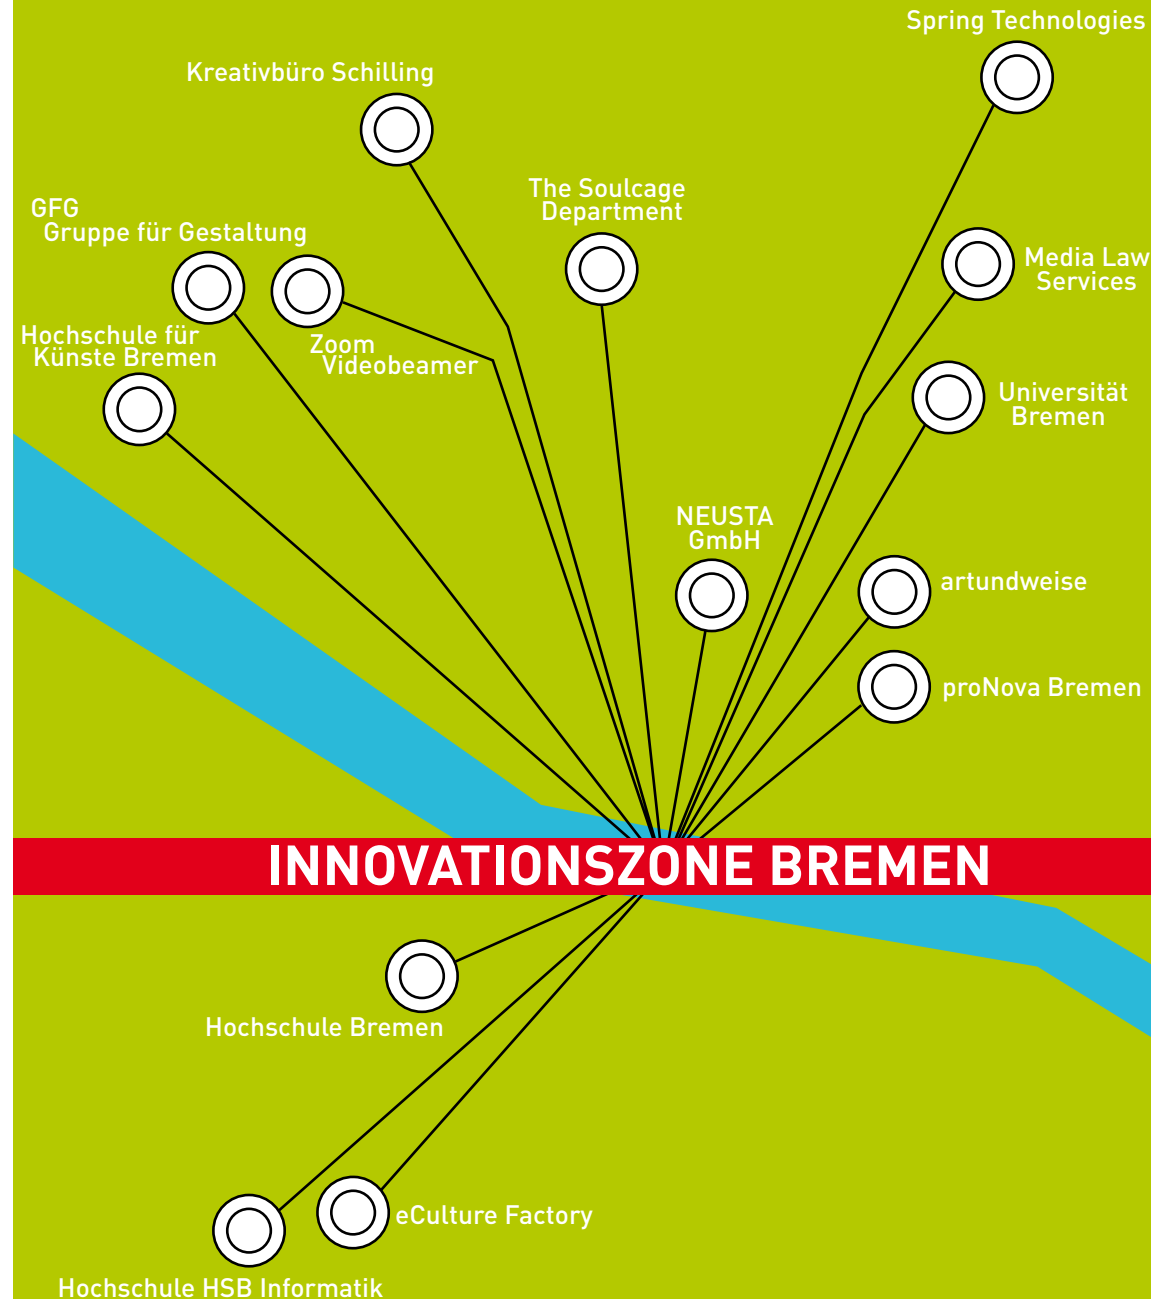 Spring Technologies
Kreativbüro Schilling
The Soulcage
Department
GFG
Gruppe für Gestaltung
Media Law
Services
Hochschule für
Künste Bremen
Zoom
Videobeamer
Universität
Bremen
NEUSTA
GmbH
artundweise
proNova Bremen
INNOVATIONSZONE BREMEN
Hochschule Bremen
eCulture Factory
Hochschule HSB Informatik